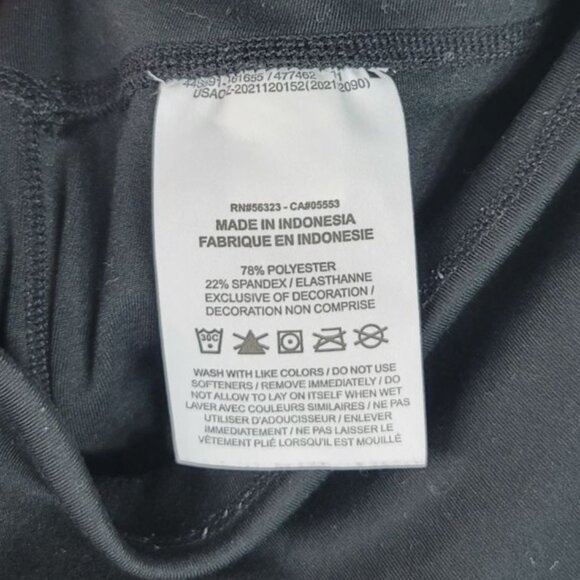 477462
RN#56323 - CA#05553
MADE IN INDONESIA
FABRIQUE EN INDONESIE
78% POLYESTER
22% SPANDEX / ELASTHANNE
EXCLUSIVE OF DECORATION /
DECORATION NON COMPRISE
30C
WASH WITH LIKE COLORS / DO NOT USE
SOFTENERS / REMOVE IMMEDIATELY / DO
NOT ALLOW TO LAY ON ITSELF WHEN WET
LAVER AVEC COULEURS SIMILAIRES / NE PAS
UTILISER D'ADOUCISSEUR / ENLEVER
IMMEDIATEMENT / NE PAS LAISSER LE
VÊTEMENT PLIÉ LORSQU'IL EST MOUILLÉ